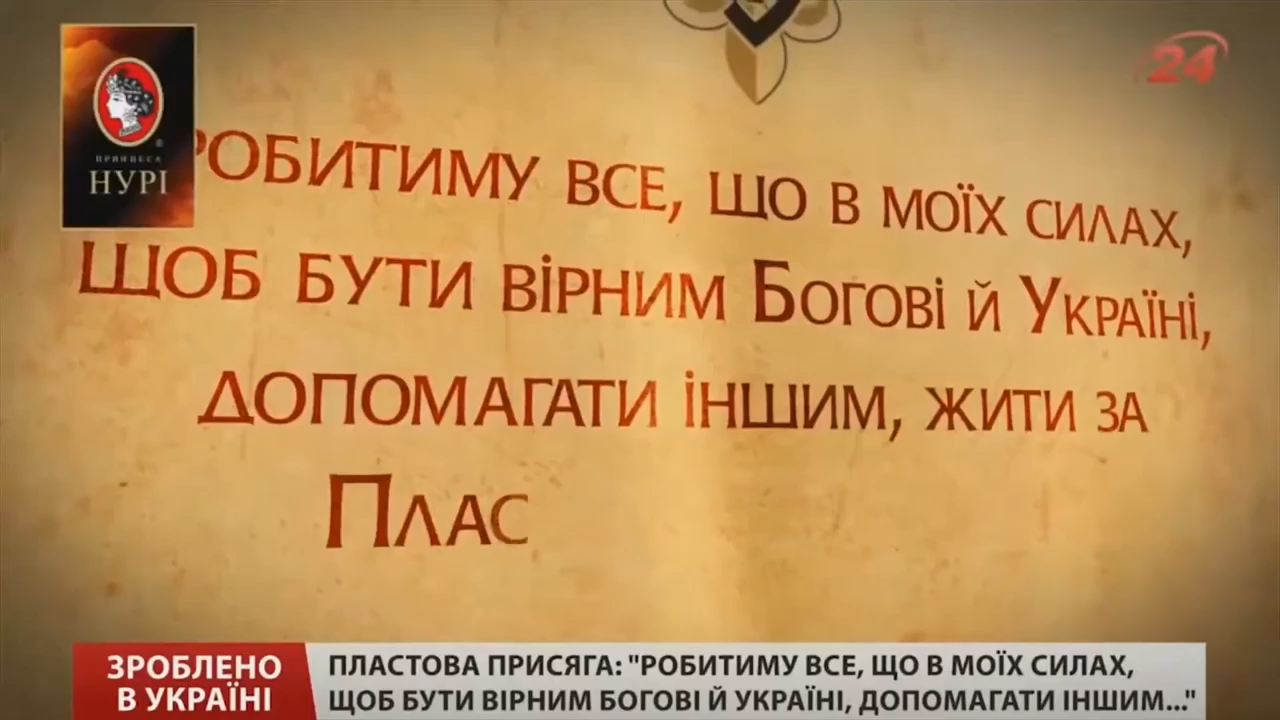 24
ПРИНЦЕСА
НУРІ
РОБИТИМУ ВСЕ, ЩО В МОЇХ СИЛАХ,
ЩОБ БУТИ ВІРНИМ БОГОВІ Й УКРАЇНІ,
ДОПОМАГАТИ ІНШИМ, ЖИТИ ЗА
ПЛАС
ЗРОБЛЕНО
В УКРАЇНІ
ПЛАСТОВА ПРИСЯГА: "РОБИТИМУ ВСЕ, ЩО В МОЇХ СИЛАХ,
ЩОБ БУТИ ВІРНИМ БОГОВІ Й УКРАЇНІ, ДОПОМАГАТИ ІНШИМ..."